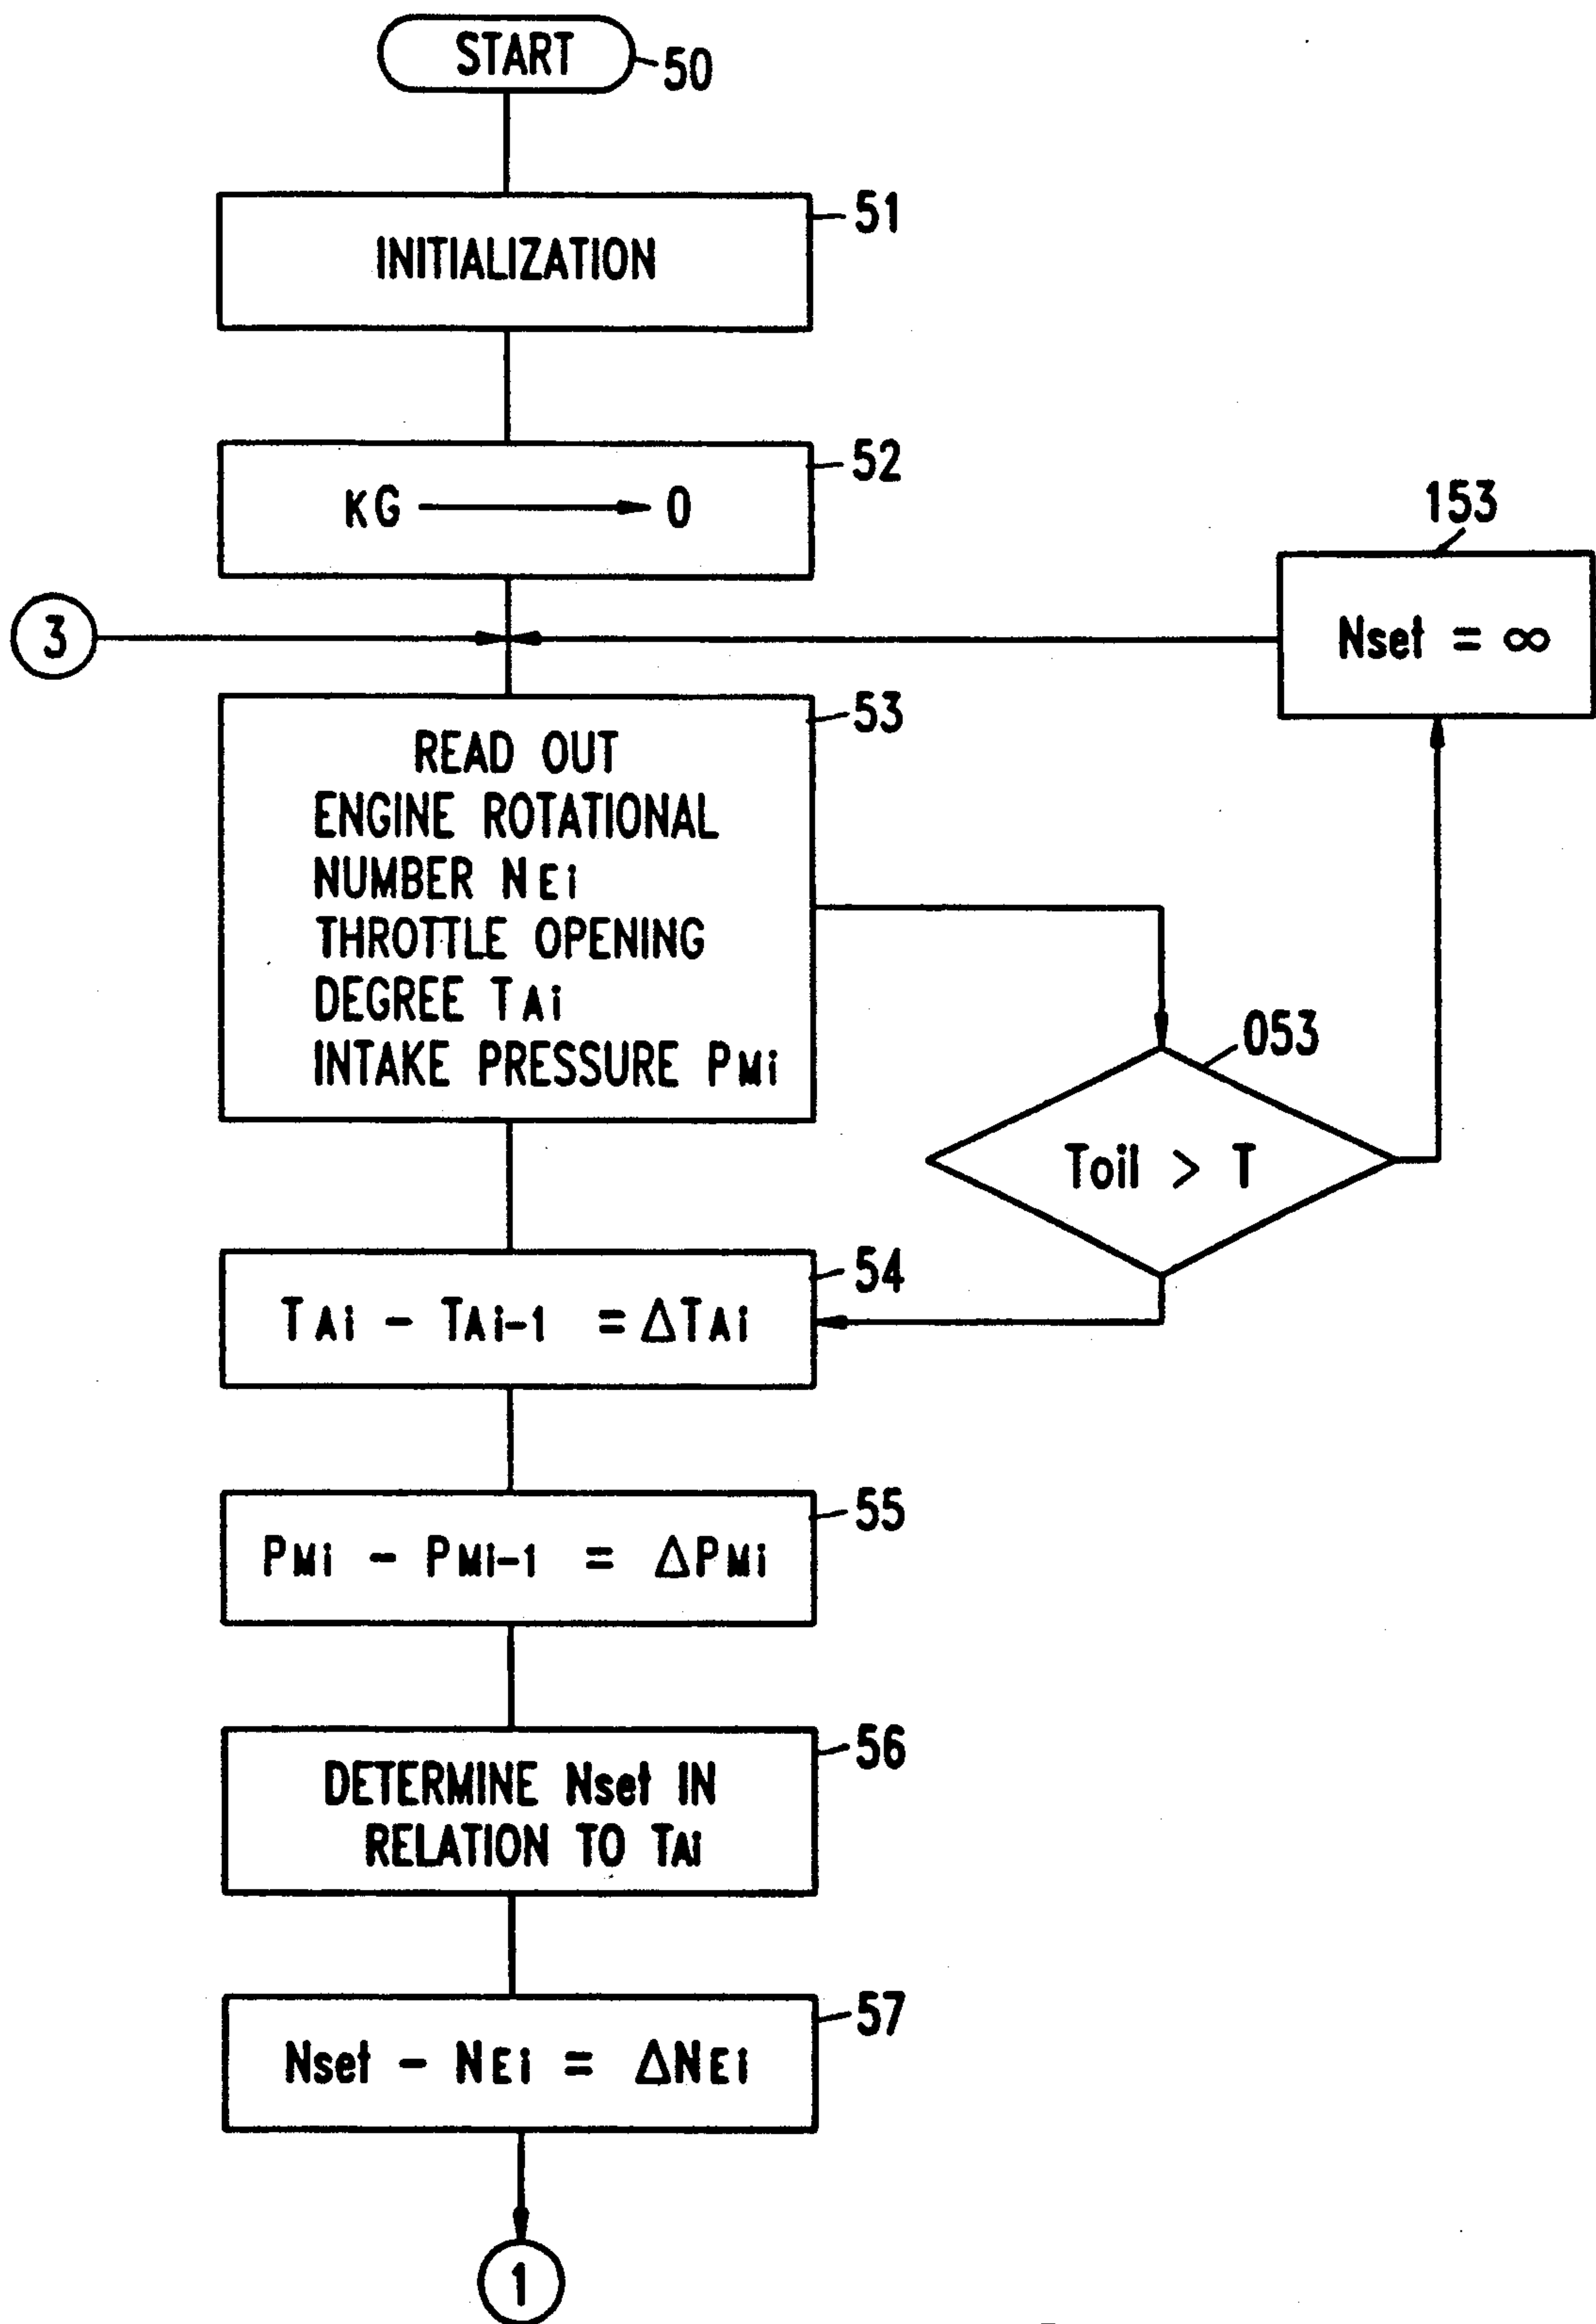 START
50
INITIALIZATION
51
KG → 0
52
153
Nset = ∞
3
53
READ OUT
ENGINE ROTATIONAL
NUMBER NEi
THROTTLE OPENING
DEGREE TAi
INTAKE PRESSURE PMi
053
Toil > T
54
TAi - TAi-1 = ΔTAi
55
PMi - PMi-1 = ΔPMi
56
DETERMINE Nset IN
RELATION TO TAi
57
Nset - NEi = ΔNEi
1